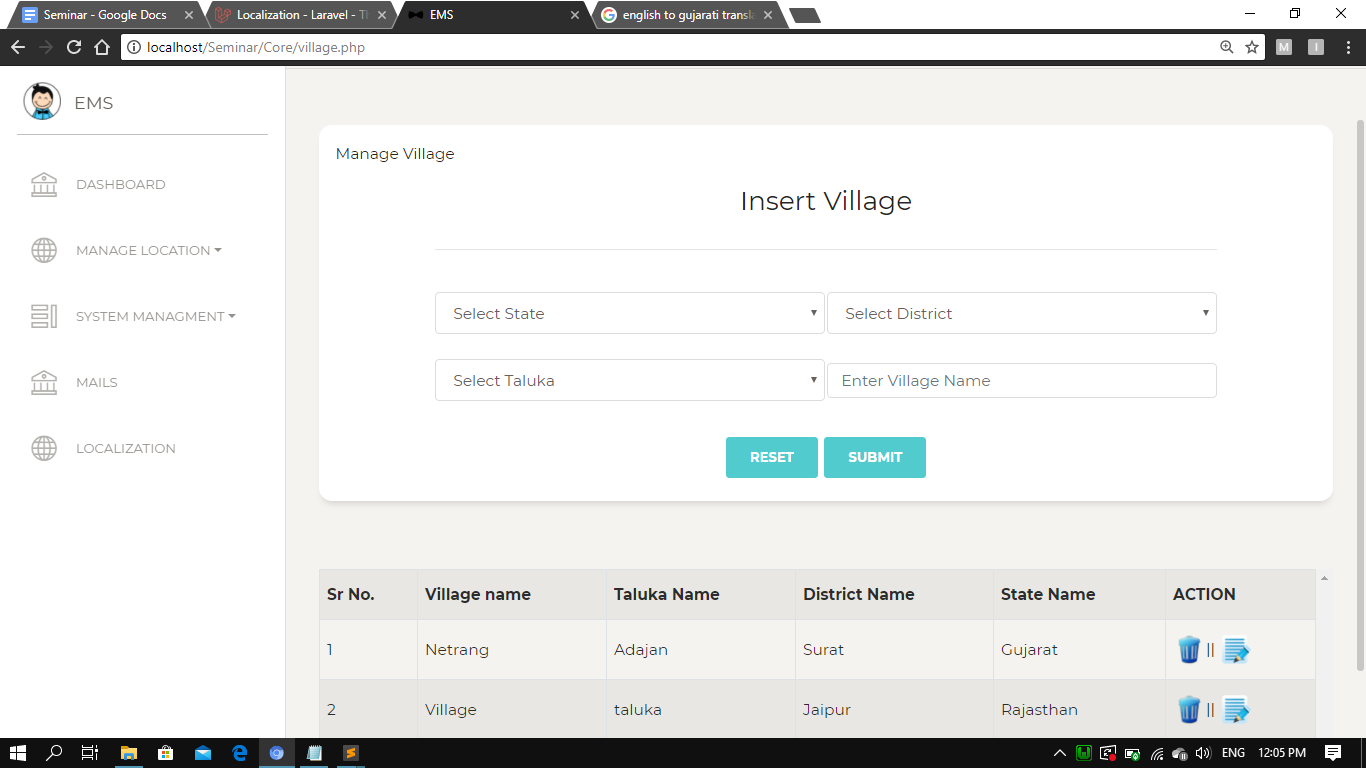 Seminar - Google Docs
Localization - Laravel - Th
EMS
english to gujarati transla
localhost/Seminar/Core/village.php
M
I
EMS
DASHBOARD
MANAGE LOCATION
SYSTEM MANAGMENT
MAILS
LOCALIZATION
Manage Village
Insert Village
Select State
Select District
Select Taluka
Enter Village Name
RESET SUBMIT
Sr No. Village name Taluka Name District Name State Name ACTION
1 Netrang Adajan Surat Gujarat ||
2 Village taluka Jaipur Rajasthan ||
ENG 12:05 PM